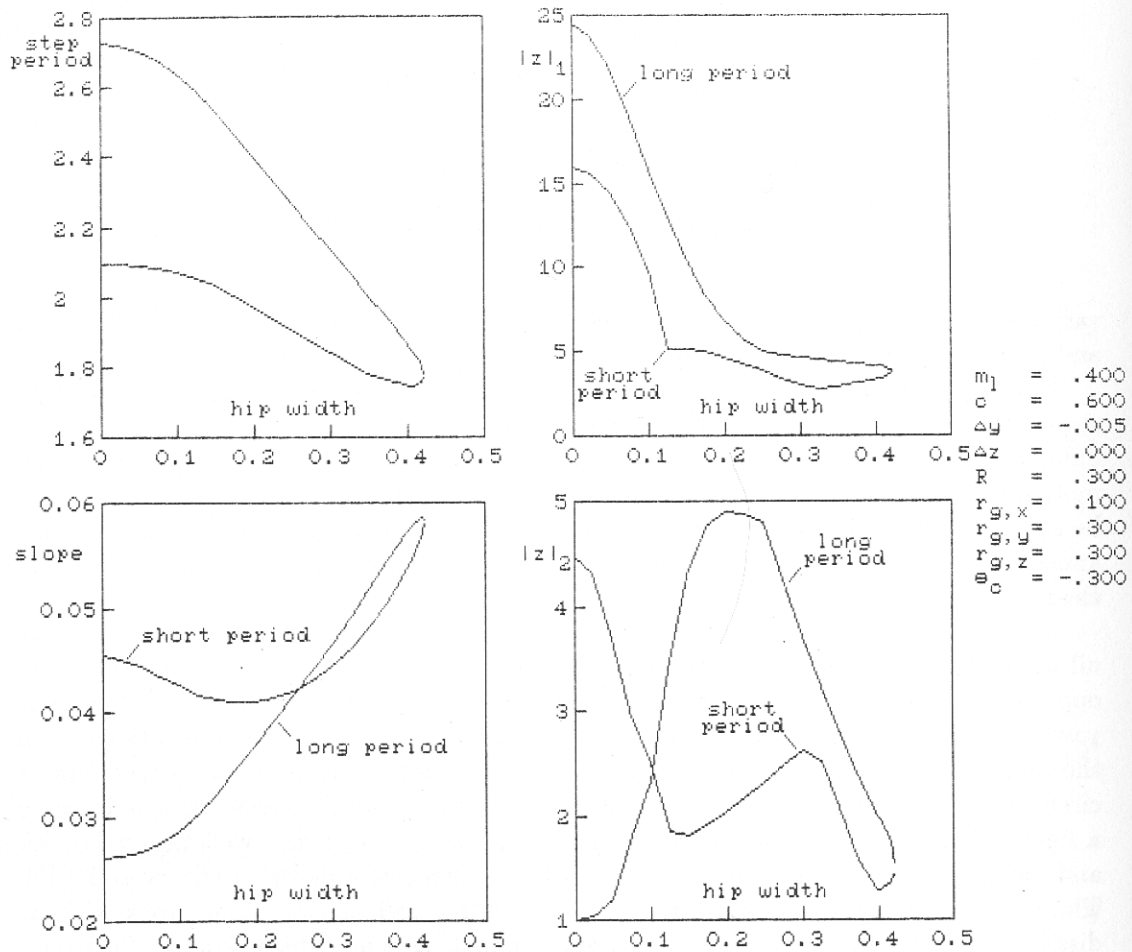 2.8
step
period
2.6
2.4
2.2
2
1.8
1.6
hip width
0 0.1 0.2 0.3 0.4 0.5
25
|z|1
long period
20
15
10
5
short
period
0
hip width
0 0.1 0.2 0.3 0.4 0.5
0.06
slope
0.05
short period
0.04
long period
0.03
hip width
0.02
0 0.1 0.2 0.3 0.4 0.5
5
|z|2
long
period
4
3
short
period
2
hip width
1
0 0.1 0.2 0.3 0.4 0.5
ml = .400
c = .600
Δy = -.005
Δz = .000
R = .300
rg,x = .100
rg,y = .300
rg,z = .300
θc = -.300